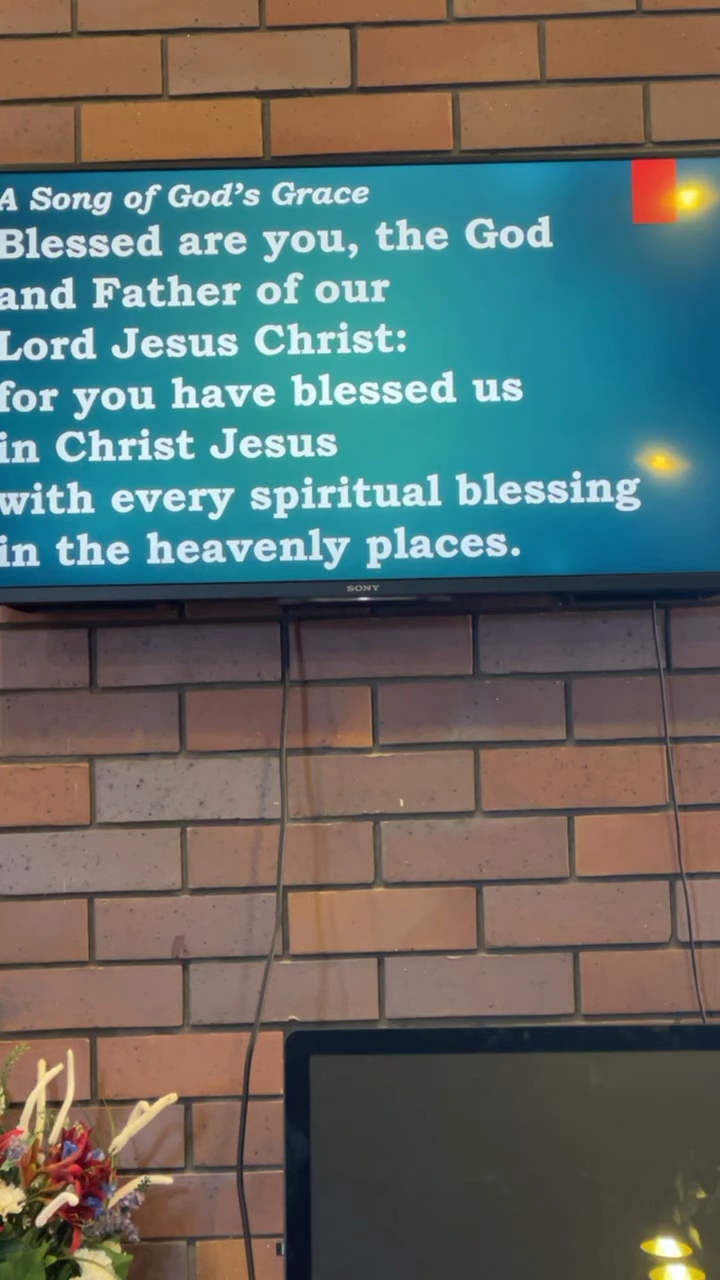 A Song of God's Grace
Blessed are you, the God
and Father of our
Lord Jesus Christ:
for you have blessed us
in Christ Jesus
with every spiritual blessing
in the heavenly places.
SONY